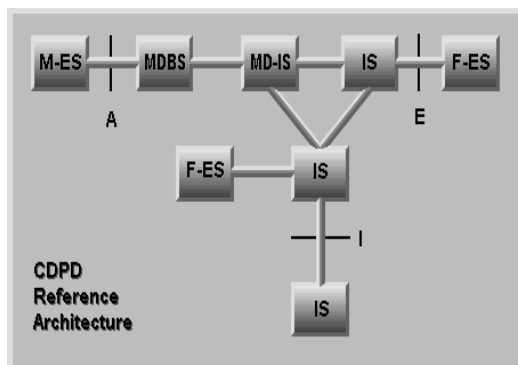 M-ES MDBS MD-IS IS F-ES
A E
F-ES IS
I
IS
CDPD
Reference
Architecture